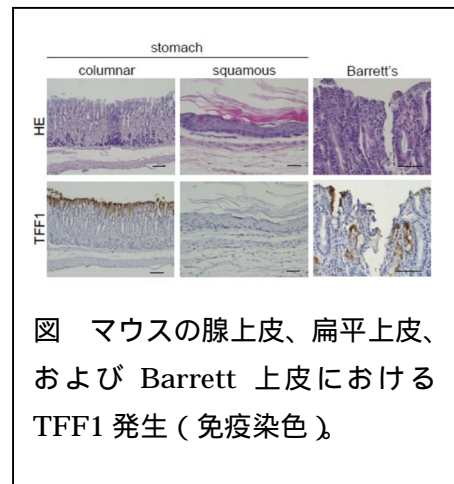 stomach
columnar squamous Barrett's
HE
TFF1
図 マウスの腺上皮、扁平上皮、
および Barrett 上皮における
TFF1 発生(免疫染色)。